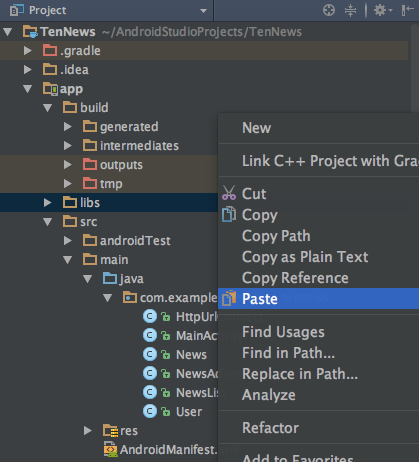 Project
TenNews ~/AndroidStudioProjects/TenNews
.gradle
.idea
app
build
generated
intermediates
outputs
tmp
libs
src
androidTest
main
java
com.example
HttpUr
MainAc
News
NewsAd
NewsLis
User
res
AndroidManifest.
New
Link C++ Project with Gra
Cut
Copy
Copy Path
Copy as Plain Text
Copy Reference
Paste
Find Usages
Find in Path...
Replace in Path...
Analyze
Refactor
Add to Favorites